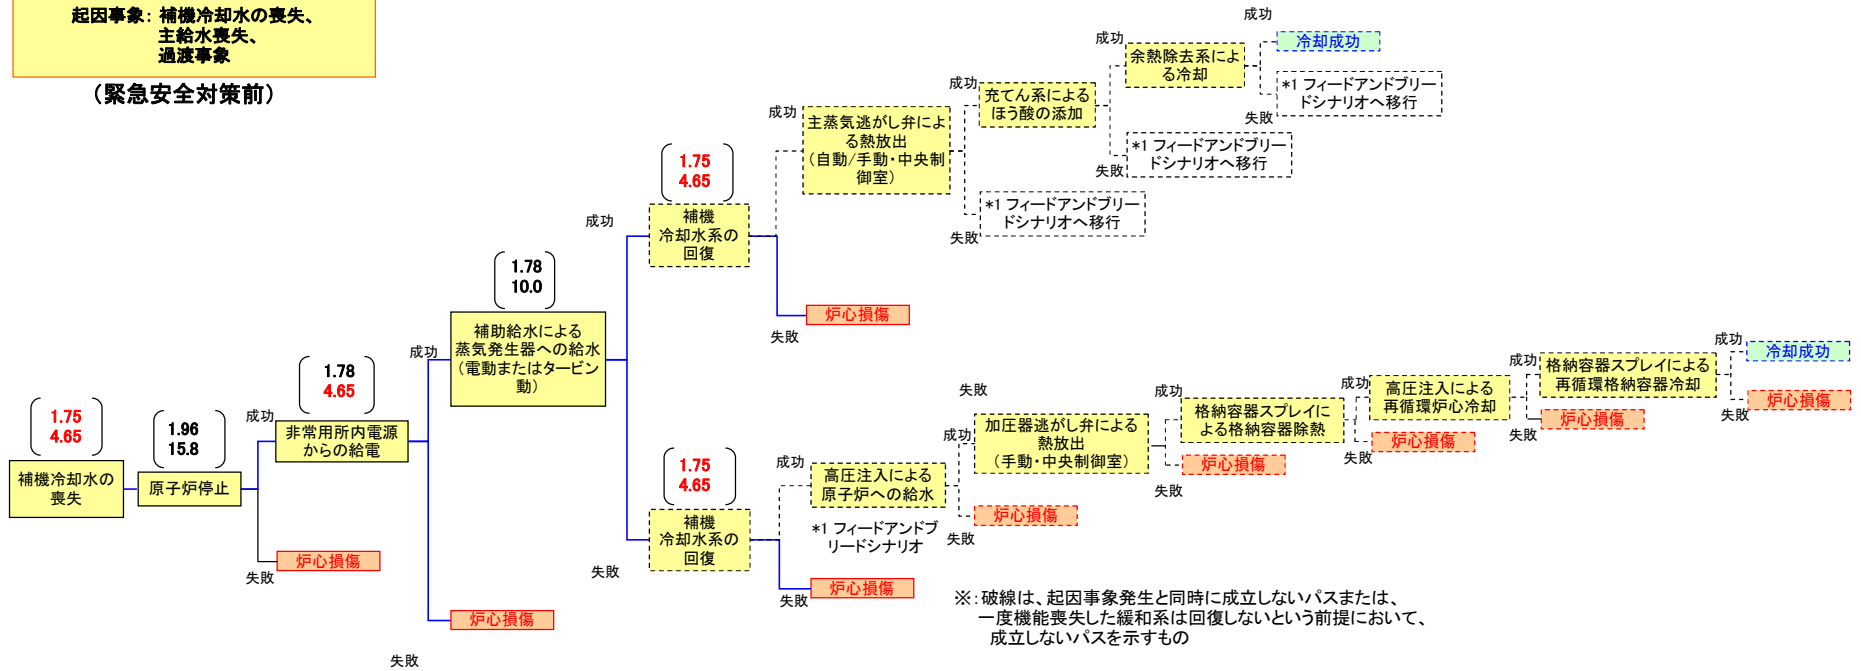 起因事象：補機冷却水の喪失、
主給水喪失、
過渡事象
（緊急安全対策前）
1.75
4.65
補機冷却水の
喪失
1.96
15.8
原子炉停止
成功
失敗
炉心損傷
1.78
4.65
非常用所内電源
からの給電
成功
失敗
炉心損傷
1.78
10.0
補助給水による
蒸気発生器への給水
（電動またはタービン
動）
成功
失敗
1.75
4.65
補機
冷却水系の
回復
成功
失敗
炉心損傷
主蒸気逃がし弁によ
る熱放出
（自動/手動・中央制
御室）
成功
失敗
*1 フィードアンドブリー
ドシナリオへ移行
充てん系による
ほう酸の添加
成功
失敗
*1 フィードアンドブリー
ドシナリオへ移行
余熱除去系によ
る冷却
成功
冷却成功
失敗
*1 フィードアンドブリー
ドシナリオへ移行
1.75
4.65
補機
冷却水系の
回復
成功
失敗
炉心損傷
高圧注入による
原子炉への給水
*1 フィードアンドブ
リードシナリオ
失敗
成功
失敗
炉心損傷
加圧器逃がし弁による
熱放出
（手動・中央制御室）
成功
失敗
炉心損傷
格納容器スプレイに
よる格納容器除熱
成功
失敗
炉心損傷
高圧注入による
再循環炉心冷却
成功
失敗
炉心損傷
格納容器スプレイによる
再循環格納容器冷却
成功
冷却成功
失敗
炉心損傷
※：破線は、起因事象発生と同時に成立しないパスまたは、
一度機能喪失した緩和系は回復しないという前提において、
成立しないパスを示すもの